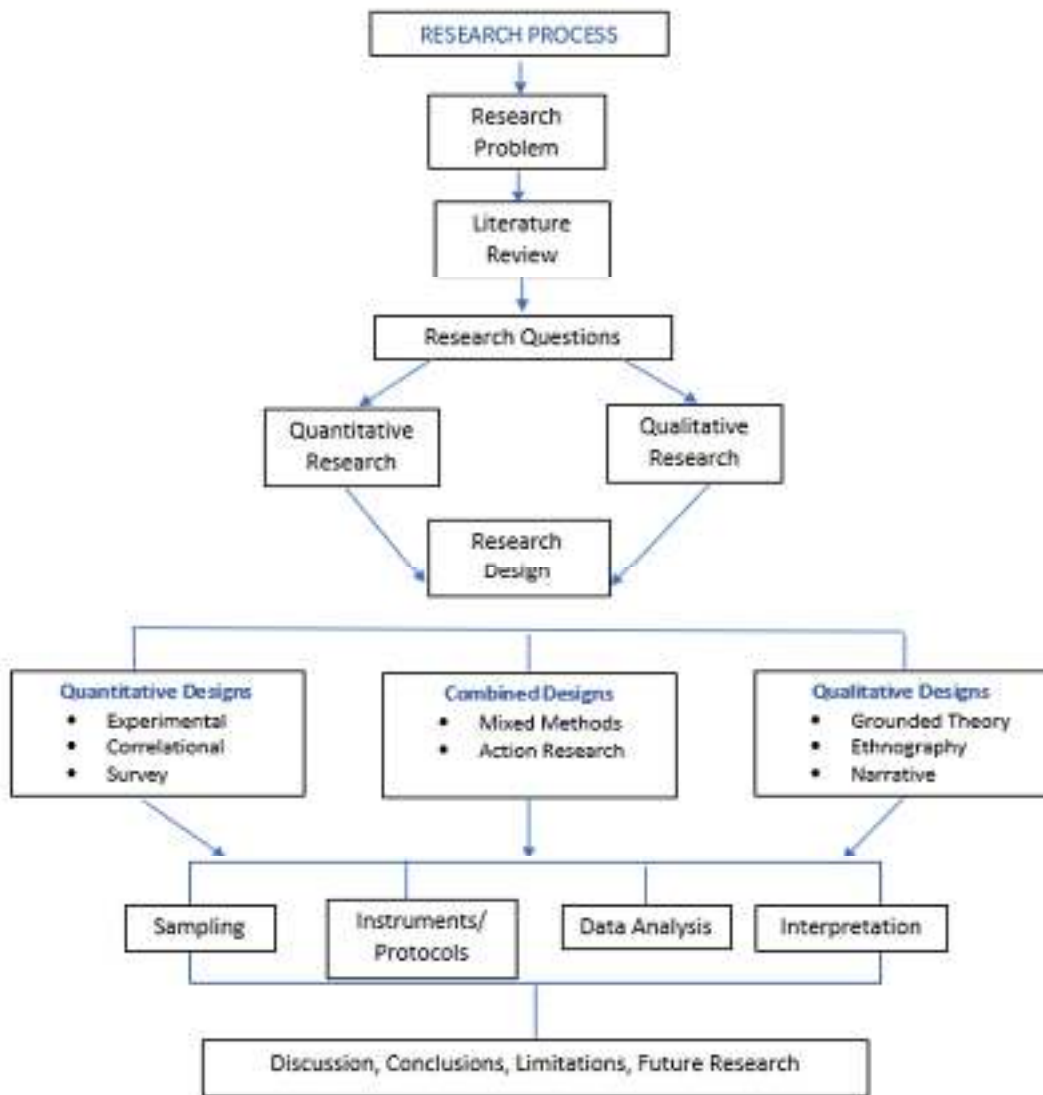 RESEARCH PROCESS
Research
Problem
Literature
Review
Research Questions
Quantitative
Research
Qualitative
Research
Research
Design
Quantitative Designs
• Experimental
• Correlational
• Survey
Combined Designs
• Mixed Methods
• Action Research
Qualitative Designs
• Grounded Theory
• Ethnography
• Narrative
Sampling
Instruments/
Protocols
Data Analysis
Interpretation
Discussion, Conclusions, Limitations, Future Research